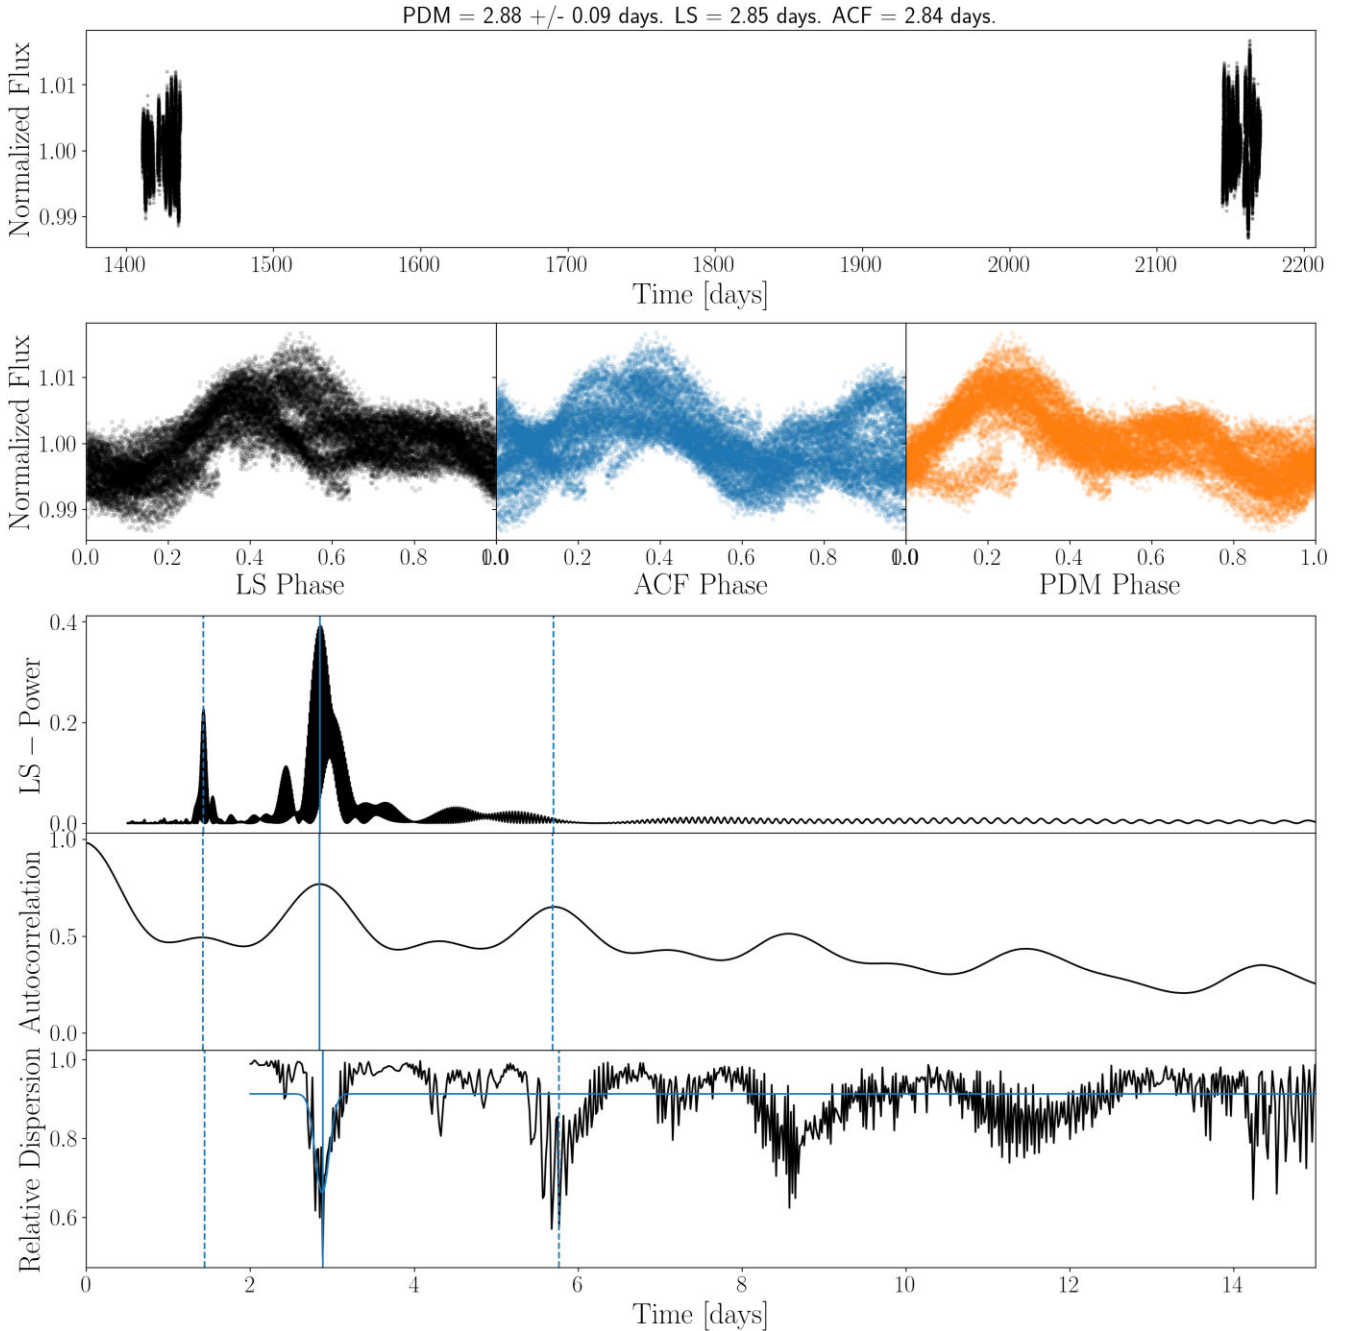 PDM = 2.88 +/- 0.09 days. LS = 2.85 days. ACF = 2.84 days.
Normalized Flux
1.01
1.00
0.99
1400 1500 1600 1700 1800 1900 2000 2100 2200
Time [days]
Normalized Flux
1.01
1.00
0.99
0.0 0.2 0.4 0.6 0.8 1.0
LS Phase
0.0 0.2 0.4 0.6 0.8 1.0
ACF Phase
0.0 0.2 0.4 0.6 0.8 1.0
PDM Phase
LS − Power
0.4
0.2
0.0
Autocorrelation
1.0
0.5
0.0
Relative Dispersion
1.0
0.8
0.6
0 2 4 6 8 10 12 14
Time [days]